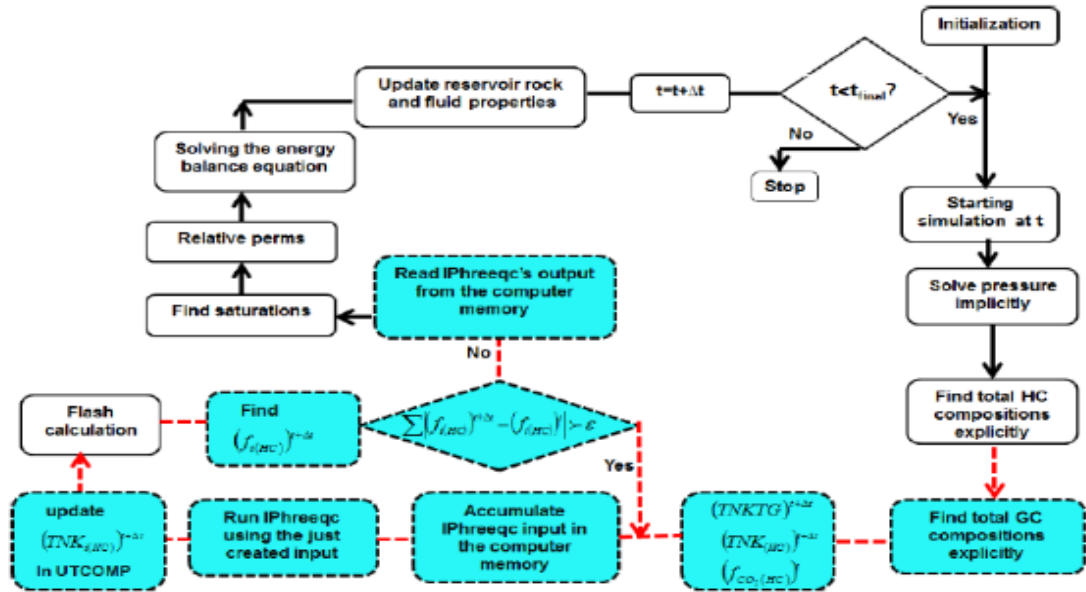 Initialization
Update reservoir rock
and fluid properties
t=t+Δt
t<t_final?
Yes
No
Stop
Solving the energy
balance equation
Starting
simulation at t
Relative perms
Read IPhreeqc's output
from the computer
memory
Solve pressure
implicitly
Find saturations
No
Find total HC
compositions
explicitly
Flash
calculation
Find
(f_i(HC))^t+Δt
∑|(f_i(HC))^t+Δt − (f_i(HC))^t| > ε
Yes
update
(TNK_i(HC))^t+Δt
In UTCOMP
Run IPhreeqc
using the just
created input
Accumulate
IPhreeqc input in
the computer
memory
(TNKTG)^t+Δt
(TNK_(HC))^t+Δt
(f_CO₂(HC))^t
Find total GC
compositions
explicitly